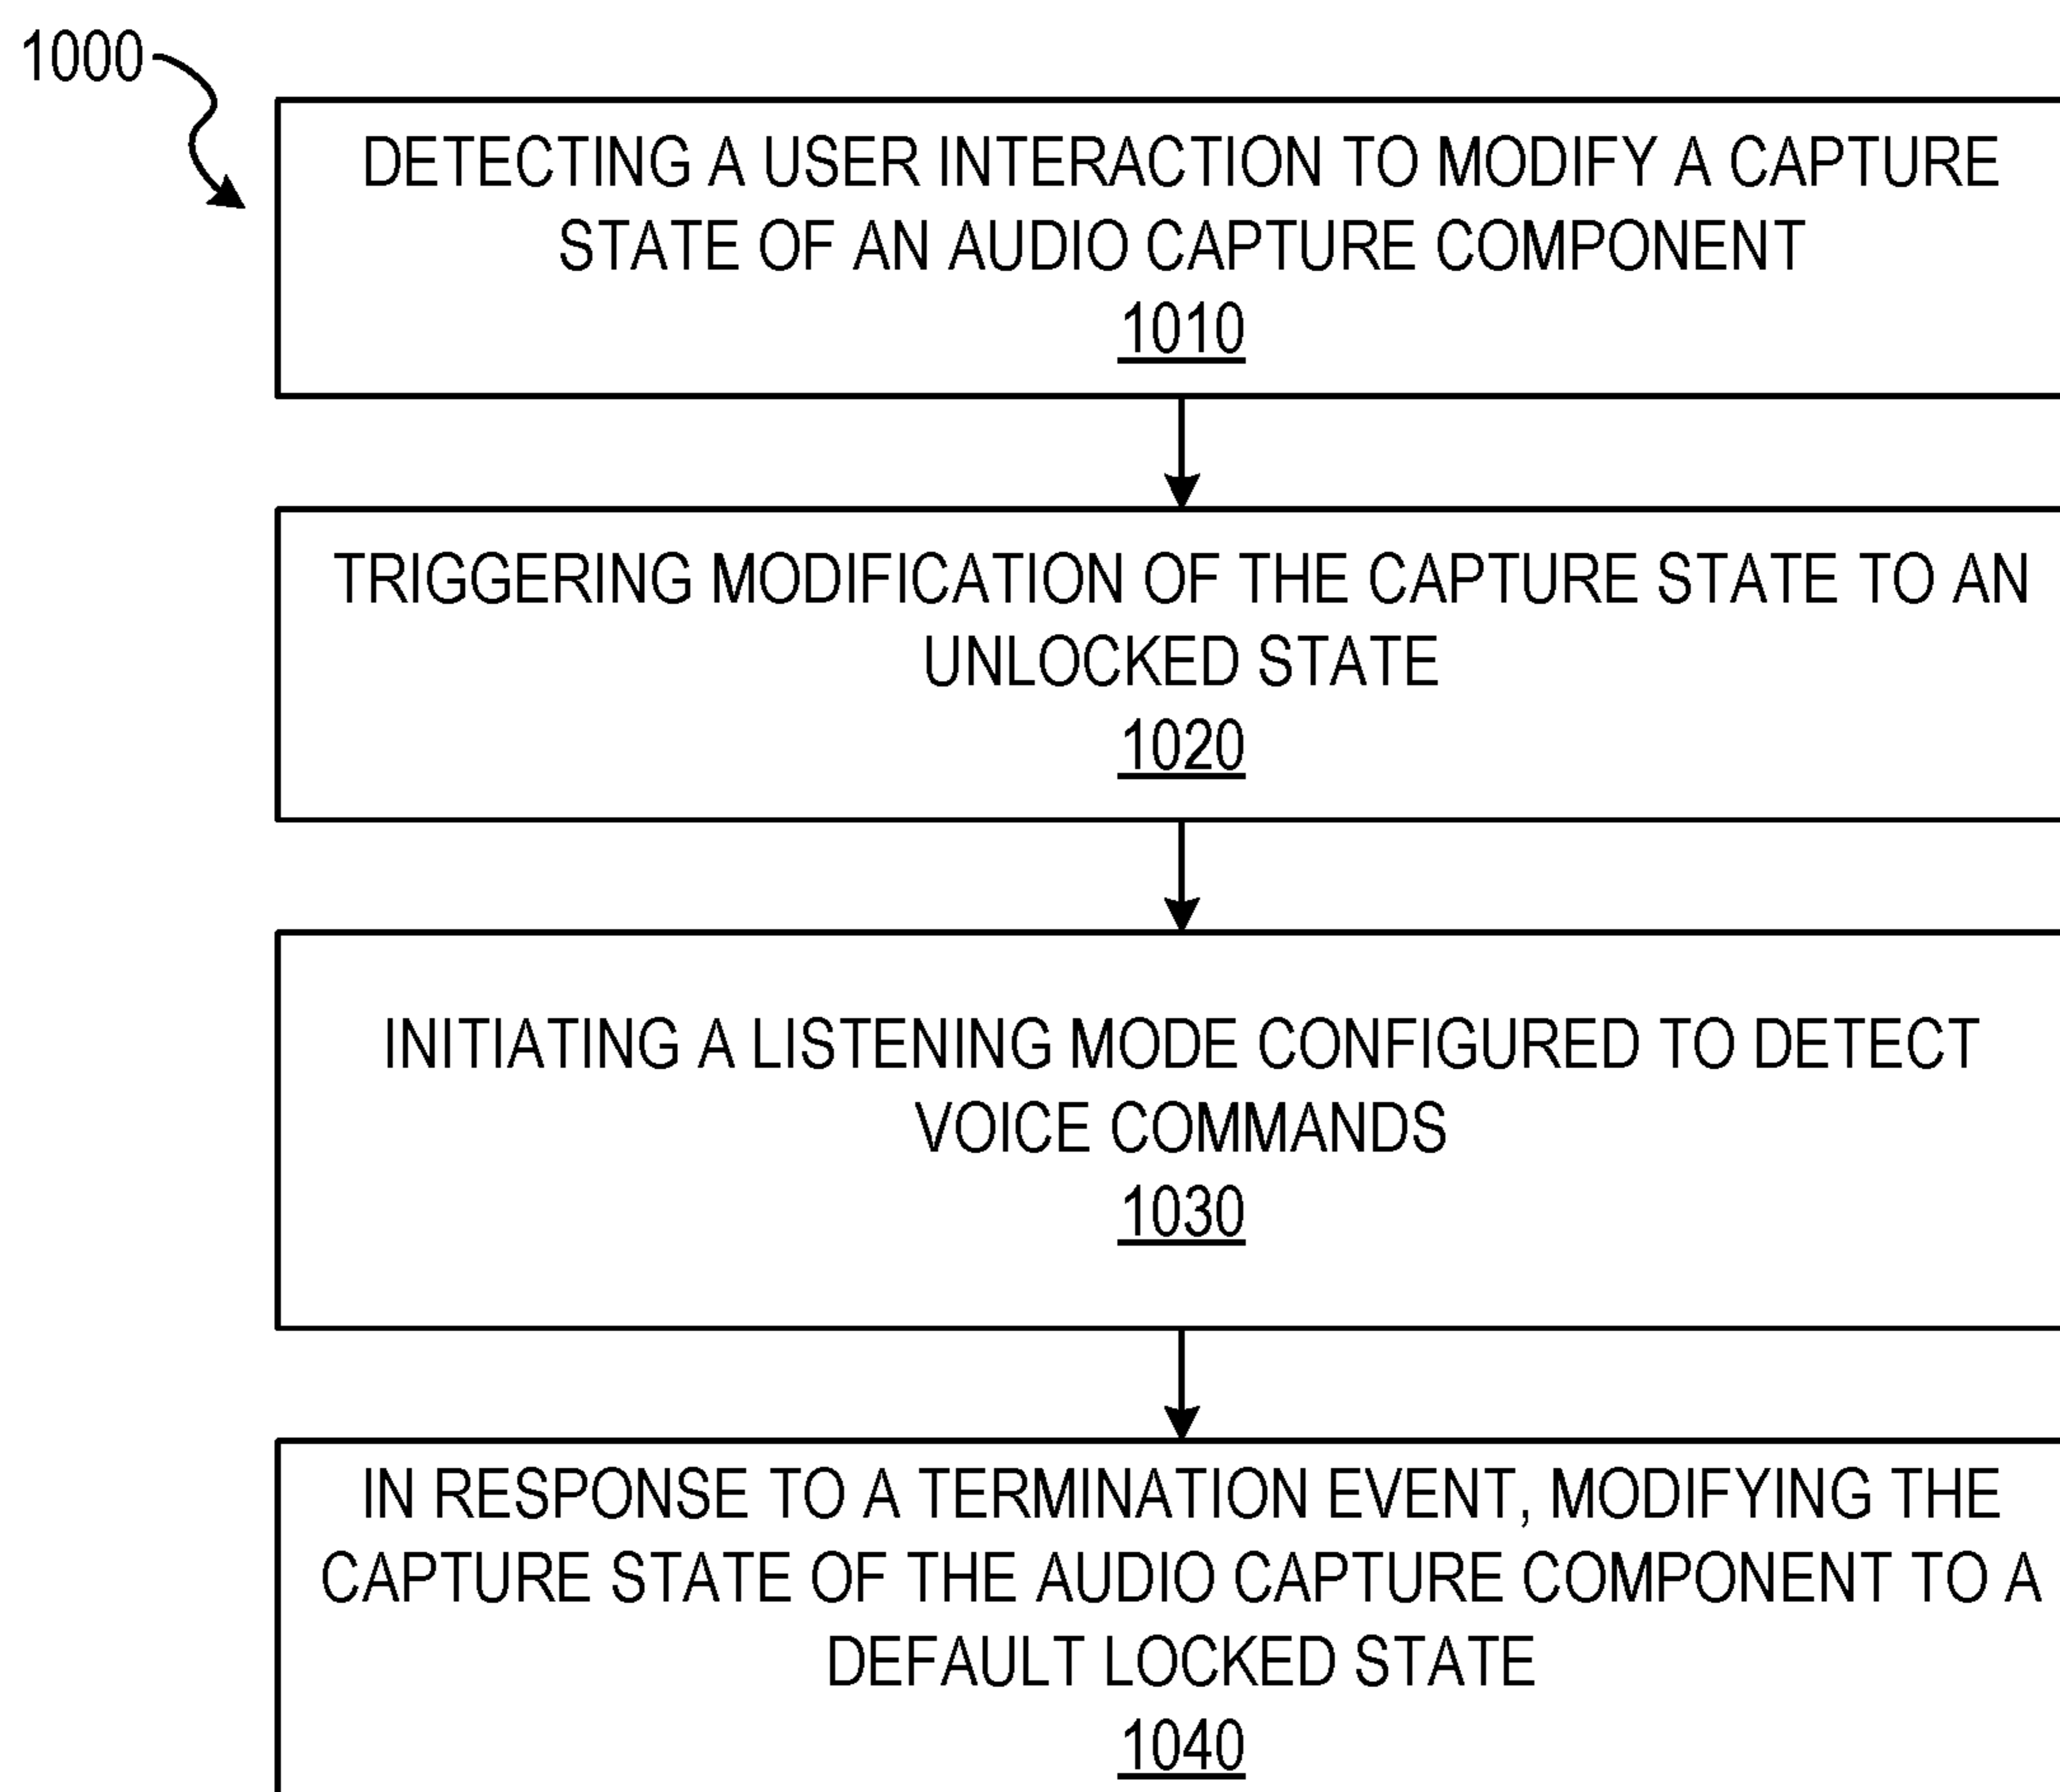 1000
DETECTING A USER INTERACTION TO MODIFY A CAPTURE
STATE OF AN AUDIO CAPTURE COMPONENT
1010
TRIGGERING MODIFICATION OF THE CAPTURE STATE TO AN
UNLOCKED STATE
1020
INITIATING A LISTENING MODE CONFIGURED TO DETECT
VOICE COMMANDS
1030
IN RESPONSE TO A TERMINATION EVENT, MODIFYING THE
CAPTURE STATE OF THE AUDIO CAPTURE COMPONENT TO A
DEFAULT LOCKED STATE
1040